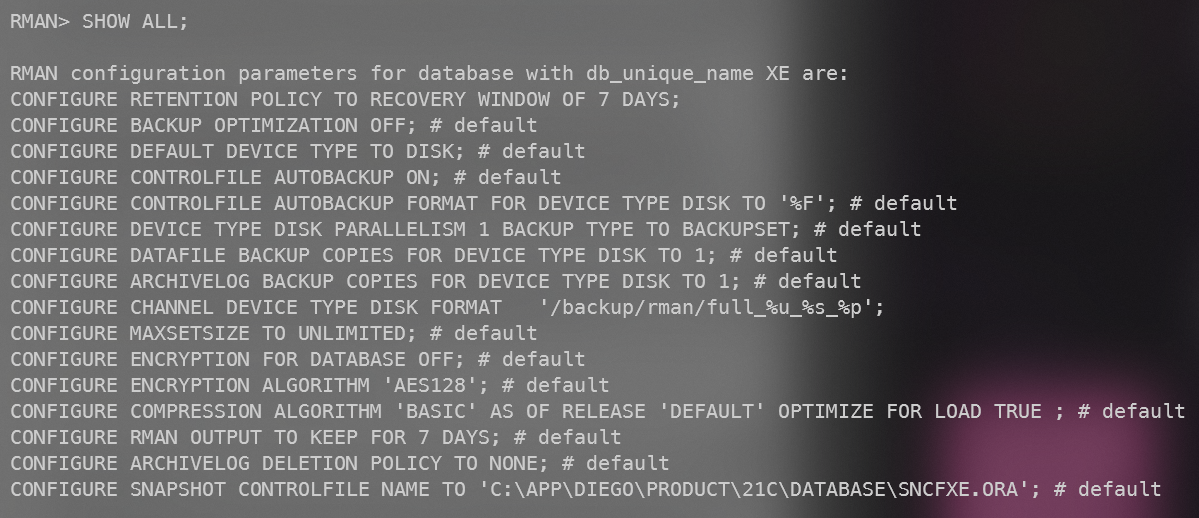 RMAN> SHOW ALL;
RMAN configuration parameters for database with db_unique_name XE are:
CONFIGURE RETENTION POLICY TO RECOVERY WINDOW OF 7 DAYS;
CONFIGURE BACKUP OPTIMIZATION OFF; # default
CONFIGURE DEFAULT DEVICE TYPE TO DISK; # default
CONFIGURE CONTROLFILE AUTOBACKUP ON; # default
CONFIGURE CONTROLFILE AUTOBACKUP FORMAT FOR DEVICE TYPE DISK TO '%F'; # default
CONFIGURE DEVICE TYPE DISK PARALLELISM 1 BACKUP TYPE TO BACKUPSET; # default
CONFIGURE DATAFILE BACKUP COPIES FOR DEVICE TYPE DISK TO 1; # default
CONFIGURE ARCHIVELOG BACKUP COPIES FOR DEVICE TYPE DISK TO 1; # default
CONFIGURE CHANNEL DEVICE TYPE DISK FORMAT   '/backup/rman/full_%u_%s_%p';
CONFIGURE MAXSETSIZE TO UNLIMITED; # default
CONFIGURE ENCRYPTION FOR DATABASE OFF; # default
CONFIGURE ENCRYPTION ALGORITHM 'AES128'; # default
CONFIGURE COMPRESSION ALGORITHM 'BASIC' AS OF RELEASE 'DEFAULT' OPTIMIZE FOR LOAD TRUE ; # default
CONFIGURE RMAN OUTPUT TO KEEP FOR 7 DAYS; # default
CONFIGURE ARCHIVELOG DELETION POLICY TO NONE; # default
CONFIGURE SNAPSHOT CONTROLFILE NAME TO 'C:\APP\DIEGO\PRODUCT\21C\DATABASE\SNCFXE.ORA'; # default